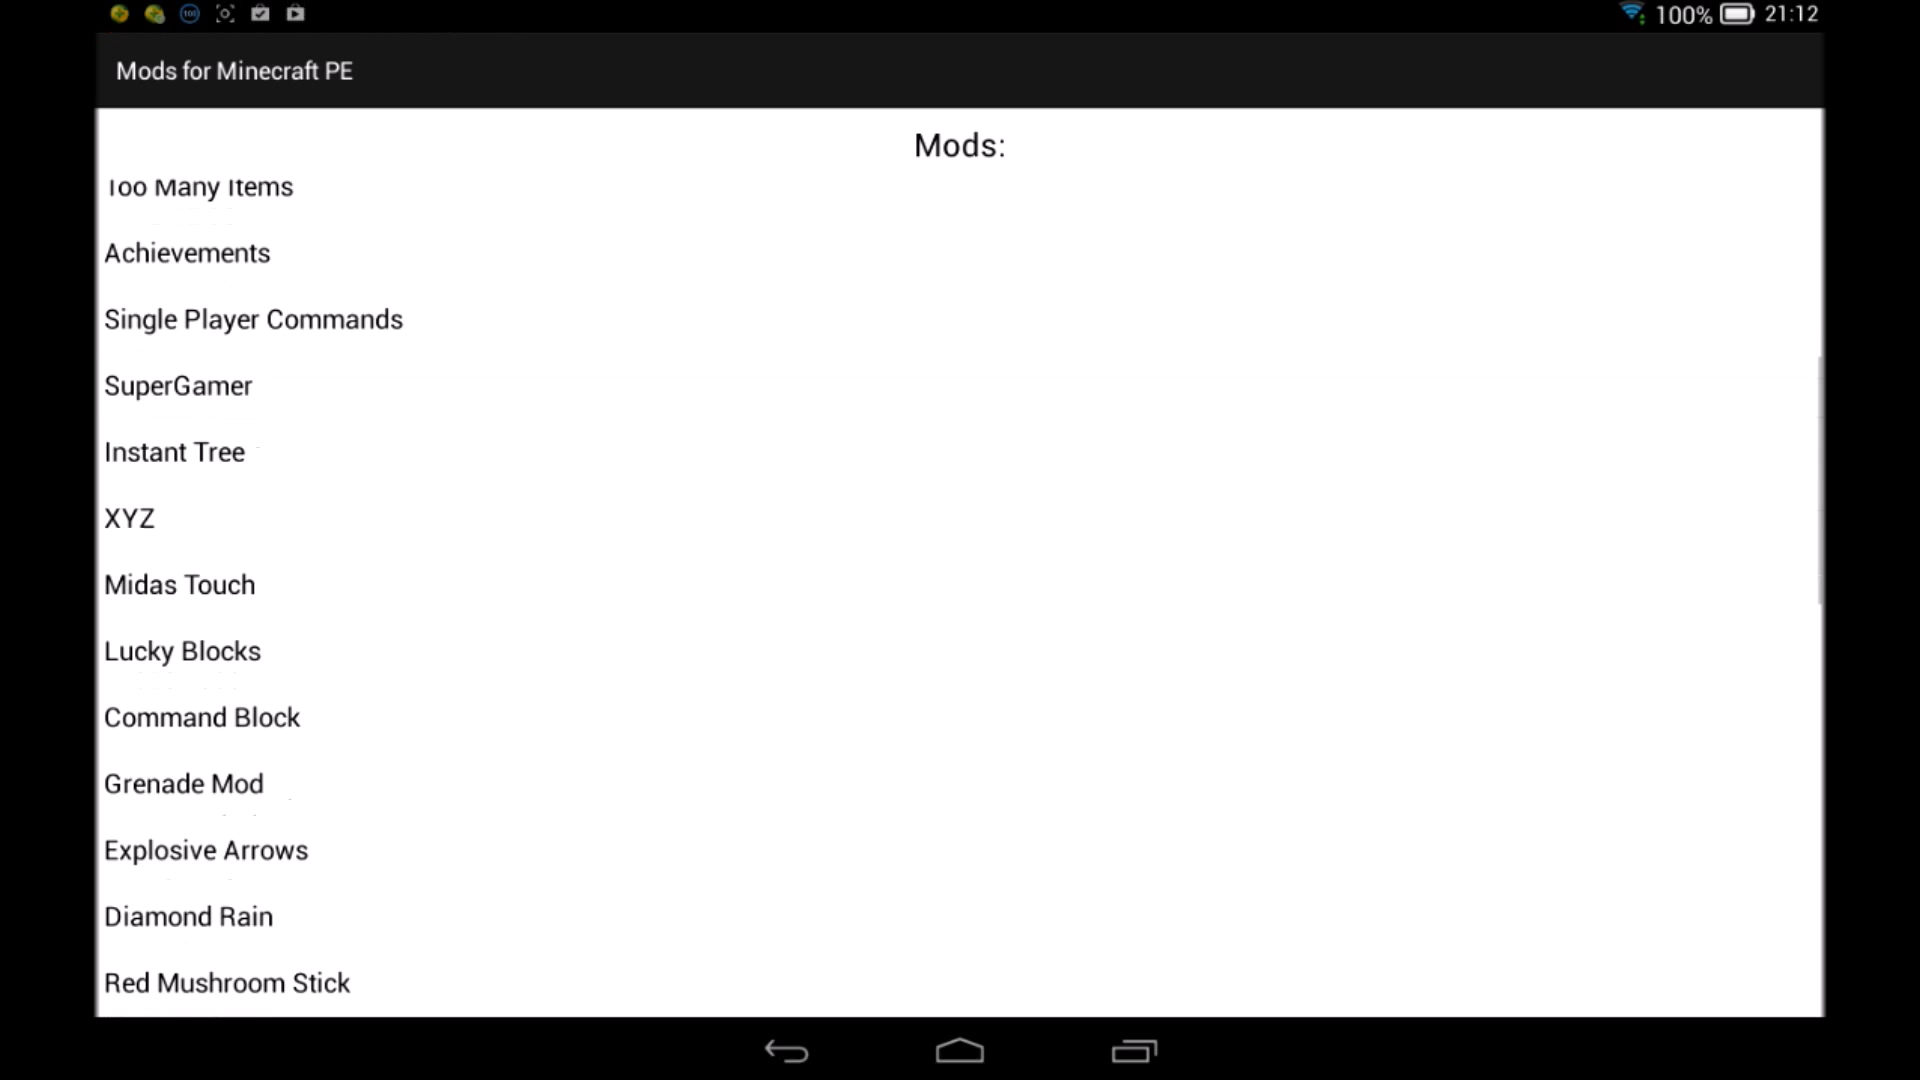 100
100% 21:12
Mods for Minecraft PE
Mods:
Too Many Items
Achievements
Single Player Commands
SuperGamer
Instant Tree
XYZ
Midas Touch
Lucky Blocks
Command Block
Grenade Mod
Explosive Arrows
Diamond Rain
Red Mushroom Stick